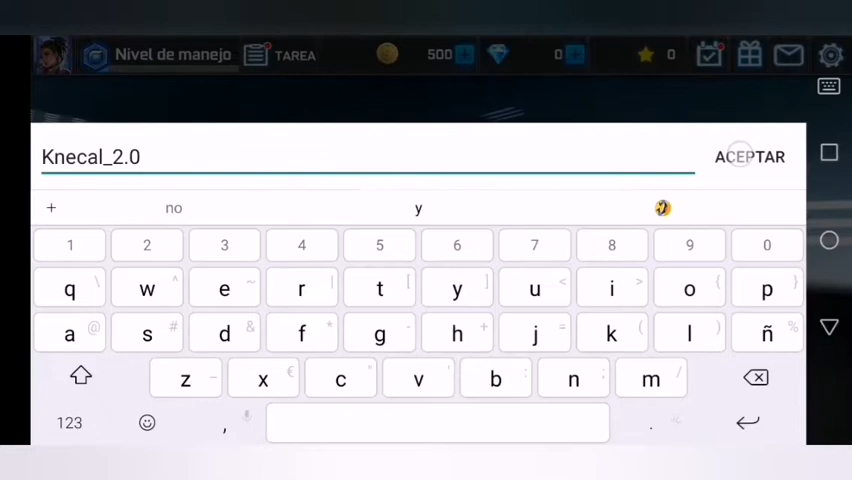 Nivel de manejo TAREA 500 0 0
Knecal_2.0 ACEPTAR
+ no y
1 2 3 4 5 6 7 8 9 0
q \ w ^ e ~ r | t [ y ] u < i > o { p }
a @ s # d & f * g - h + j = k ( l ) ñ %
z _ x € c " v ' b : n ; m /
123 , .